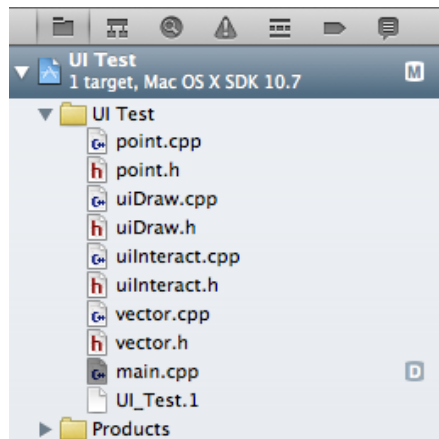 UI Test
1 target, Mac OS X SDK 10.7
M
UI Test
point.cpp
point.h
uiDraw.cpp
uiDraw.h
uiInteract.cpp
uiInteract.h
vector.cpp
vector.h
main.cpp
D
UI_Test.1
Products